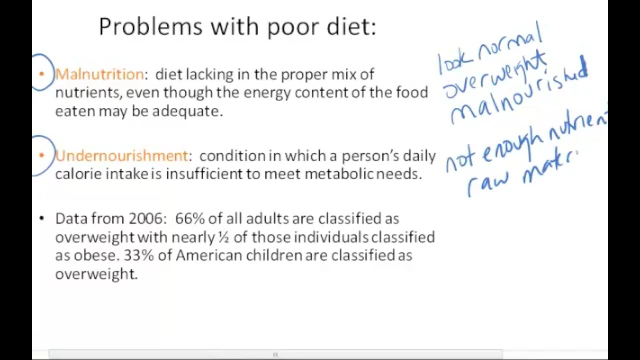 Problems with poor diet:
• Malnutrition: diet lacking in the proper mix of
nutrients, even though the energy content of the food
eaten may be adequate.
• Undernourishment: condition in which a person's daily
calorie intake is insufficient to meet metabolic needs.
• Data from 2006: 66% of all adults are classified as
overweight with nearly ½ of those individuals classified
as obese. 33% of American children are classified as
overweight.
look normal
overweight
malnourished
not enough nutrien
raw mater